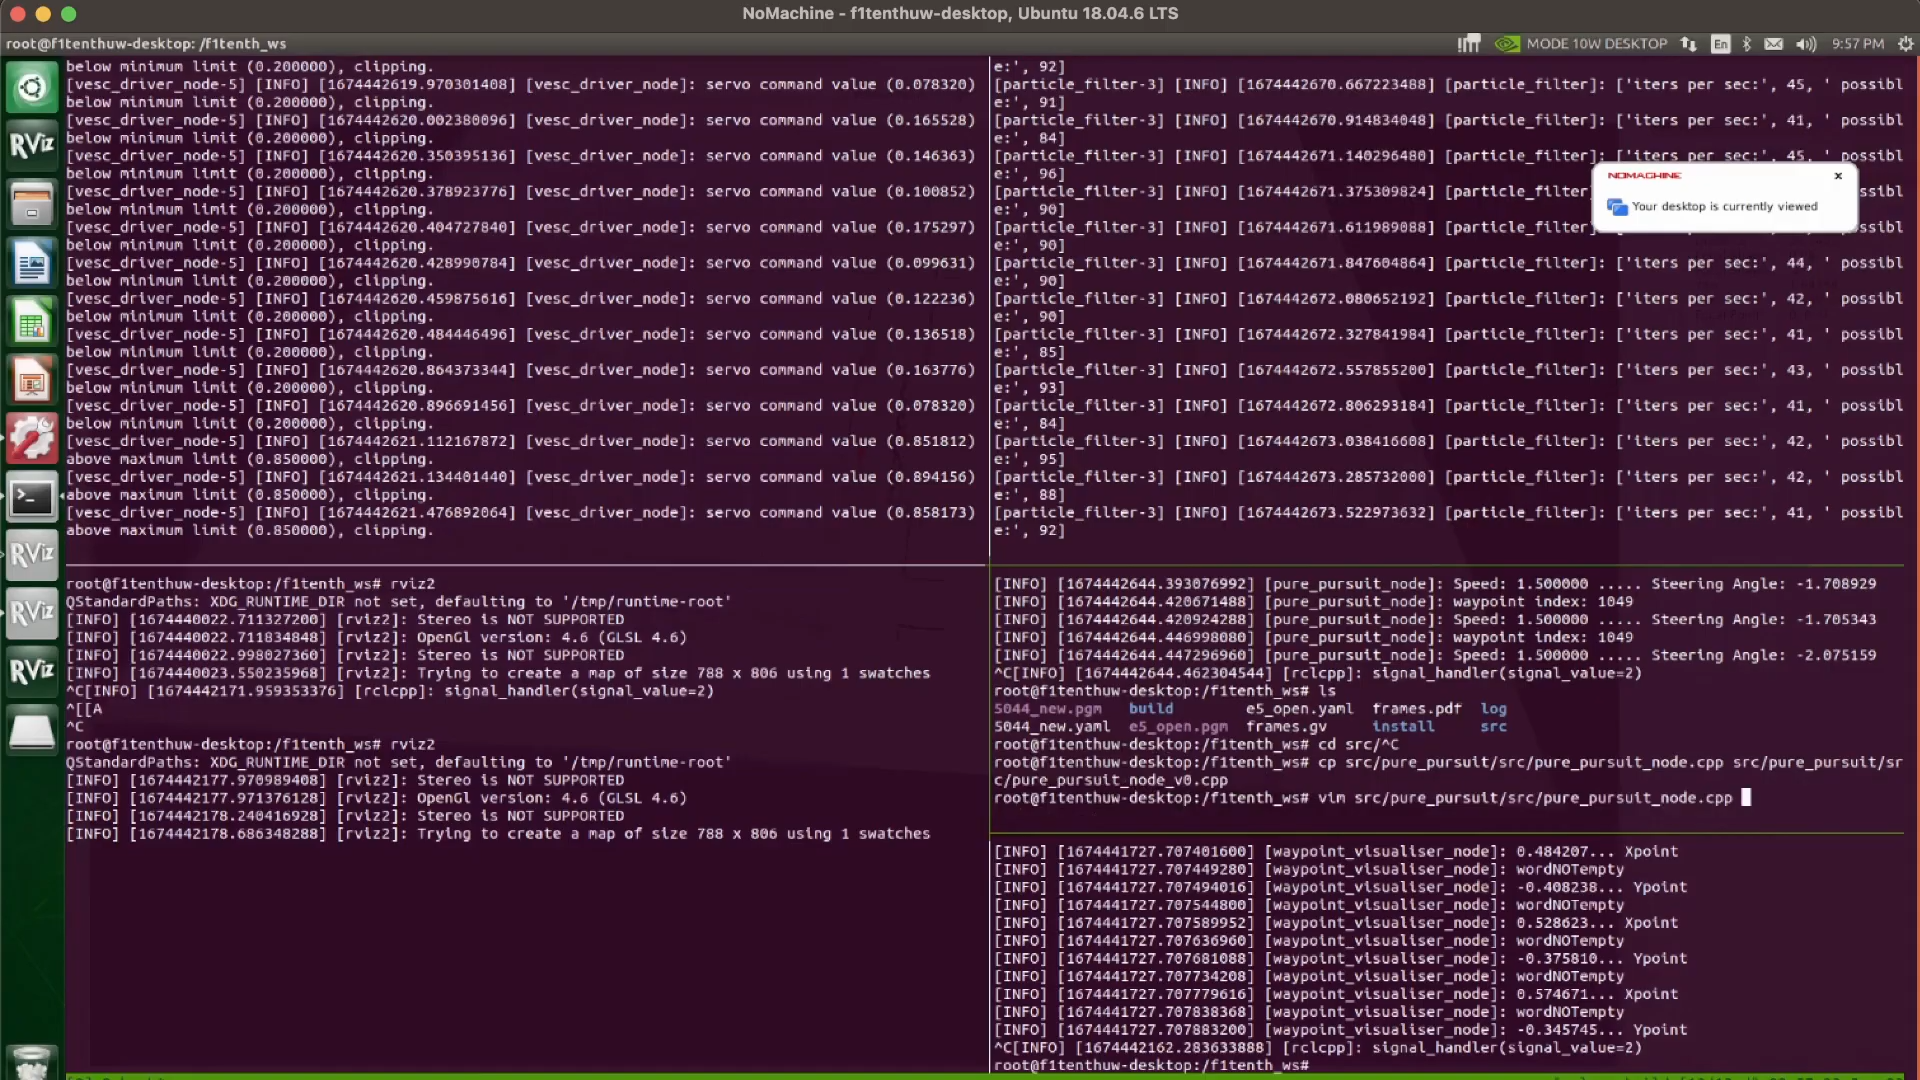 NoMachine - f1tenthuw-desktop, Ubuntu 18.04.6 LTS
root@f1tenthuw-desktop: /f1tenth_ws
MODE 10W DESKTOP
En
9:57 PM
below minimum limit (0.200000), clipping.
[vesc_driver_node-5] [INFO] [1674442619.970301408] [vesc_driver_node]: servo command value (0.078320)
below minimum limit (0.200000), clipping.
[vesc_driver_node-5] [INFO] [1674442620.002380096] [vesc_driver_node]: servo command value (0.165528)
below minimum limit (0.200000), clipping.
[vesc_driver_node-5] [INFO] [1674442620.350395136] [vesc_driver_node]: servo command value (0.146363)
below minimum limit (0.200000), clipping.
[vesc_driver_node-5] [INFO] [1674442620.378923776] [vesc_driver_node]: servo command value (0.100852)
below minimum limit (0.200000), clipping.
[vesc_driver_node-5] [INFO] [1674442620.404727840] [vesc_driver_node]: servo command value (0.175297)
below minimum limit (0.200000), clipping.
[vesc_driver_node-5] [INFO] [1674442620.428990784] [vesc_driver_node]: servo command value (0.099631)
below minimum limit (0.200000), clipping.
[vesc_driver_node-5] [INFO] [1674442620.459875616] [vesc_driver_node]: servo command value (0.122236)
below minimum limit (0.200000), clipping.
[vesc_driver_node-5] [INFO] [1674442620.484446496] [vesc_driver_node]: servo command value (0.136518)
below minimum limit (0.200000), clipping.
[vesc_driver_node-5] [INFO] [1674442620.864373344] [vesc_driver_node]: servo command value (0.163776)
below minimum limit (0.200000), clipping.
[vesc_driver_node-5] [INFO] [1674442620.896691456] [vesc_driver_node]: servo command value (0.078320)
below minimum limit (0.200000), clipping.
[vesc_driver_node-5] [INFO] [1674442621.112167872] [vesc_driver_node]: servo command value (0.851812)
above maximum limit (0.850000), clipping.
[vesc_driver_node-5] [INFO] [1674442621.134401440] [vesc_driver_node]: servo command value (0.894156)
above maximum limit (0.850000), clipping.
[vesc_driver_node-5] [INFO] [1674442621.476892064] [vesc_driver_node]: servo command value (0.858173)
above maximum limit (0.850000), clipping.
e:', 92]
[particle_filter-3] [INFO] [1674442670.667223488] [particle_filter]: ['iters per sec:', 45, ' possibl
e:', 91]
[particle_filter-3] [INFO] [1674442670.914834048] [particle_filter]: ['iters per sec:', 41, ' possibl
e:', 84]
[particle_filter-3] [INFO] [1674442671.140296480] [particle_filter]: ['iters per sec:', 45, ' possibl
e:', 96]
[particle_filter-3] [INFO] [1674442671.375309824] [particle_filter ssibl
e:', 90]
[particle_filter-3] [INFO] [1674442671.611989088] [particle_filter ssibl
e:', 90]
[particle_filter-3] [INFO] [1674442671.847604864] [particle_filter]: ['iters per sec:', 44, ' possibl
e:', 90]
[particle_filter-3] [INFO] [1674442672.080652192] [particle_filter]: ['iters per sec:', 42, ' possibl
e:', 90]
[particle_filter-3] [INFO] [1674442672.327841984] [particle_filter]: ['iters per sec:', 41, ' possibl
e:', 85]
[particle_filter-3] [INFO] [1674442672.557855200] [particle_filter]: ['iters per sec:', 43, ' possibl
e:', 93]
[particle_filter-3] [INFO] [1674442672.806293184] [particle_filter]: ['iters per sec:', 41, ' possibl
e:', 84]
[particle_filter-3] [INFO] [1674442673.038416608] [particle_filter]: ['iters per sec:', 42, ' possibl
e:', 95]
[particle_filter-3] [INFO] [1674442673.285732000] [particle_filter]: ['iters per sec:', 42, ' possibl
e:', 88]
[particle_filter-3] [INFO] [1674442673.522973632] [particle_filter]: ['iters per sec:', 41, ' possibl
e:', 92]
NOMACHINE
Your desktop is currently viewed
RViz
RViz
RViz
RViz
root@f1tenthuw-desktop:/f1tenth_ws# rviz2
QStandardPaths: XDG_RUNTIME_DIR not set, defaulting to '/tmp/runtime-root'
[INFO] [1674440022.711327200] [rviz2]: Stereo is NOT SUPPORTED
[INFO] [1674440022.711834848] [rviz2]: OpenGl version: 4.6 (GLSL 4.6)
[INFO] [1674440022.998027360] [rviz2]: Stereo is NOT SUPPORTED
[INFO] [1674440023.550235968] [rviz2]: Trying to create a map of size 788 x 806 using 1 swatches
^C[INFO] [1674442171.959353376] [rclcpp]: signal_handler(signal_value=2)
^[[A
^C
root@f1tenthuw-desktop:/f1tenth_ws# rviz2
QStandardPaths: XDG_RUNTIME_DIR not set, defaulting to '/tmp/runtime-root'
[INFO] [1674442177.970989408] [rviz2]: Stereo is NOT SUPPORTED
[INFO] [1674442177.971376128] [rviz2]: OpenGl version: 4.6 (GLSL 4.6)
[INFO] [1674442178.240416928] [rviz2]: Stereo is NOT SUPPORTED
[INFO] [1674442178.686348288] [rviz2]: Trying to create a map of size 788 x 806 using 1 swatches
[INFO] [1674442644.393076992] [pure_pursuit_node]: Speed: 1.500000 ..... Steering Angle: -1.708929
[INFO] [1674442644.420671488] [pure_pursuit_node]: waypoint index: 1049
[INFO] [1674442644.420924288] [pure_pursuit_node]: Speed: 1.500000 ..... Steering Angle: -1.705343
[INFO] [1674442644.446998080] [pure_pursuit_node]: waypoint index: 1049
[INFO] [1674442644.447296960] [pure_pursuit_node]: Speed: 1.500000 ..... Steering Angle: -2.075159
^C[INFO] [1674442644.462304544] [rclcpp]: signal_handler(signal_value=2)
root@f1tenthuw-desktop:/f1tenth_ws# ls
5044_new.pgm build e5_open.yaml frames.pdf log
5044_new.yaml e5_open.pgm frames.gv install src
root@f1tenthuw-desktop:/f1tenth_ws# cd src/^C
root@f1tenthuw-desktop:/f1tenth_ws# cp src/pure_pursuit/src/pure_pursuit_node.cpp src/pure_pursuit/sr
c/pure_pursuit_node_v0.cpp
root@f1tenthuw-desktop:/f1tenth_ws# vim src/pure_pursuit/src/pure_pursuit_node.cpp
[INFO] [1674441727.707401600] [waypoint_visualiser_node]: 0.484207... Xpoint
[INFO] [1674441727.707449280] [waypoint_visualiser_node]: wordNOTempty
[INFO] [1674441727.707494016] [waypoint_visualiser_node]: -0.408238... Ypoint
[INFO] [1674441727.707544800] [waypoint_visualiser_node]: wordNOTempty
[INFO] [1674441727.707589952] [waypoint_visualiser_node]: 0.528623... Xpoint
[INFO] [1674441727.707636960] [waypoint_visualiser_node]: wordNOTempty
[INFO] [1674441727.707681088] [waypoint_visualiser_node]: -0.375810... Ypoint
[INFO] [1674441727.707734208] [waypoint_visualiser_node]: wordNOTempty
[INFO] [1674441727.707779616] [waypoint_visualiser_node]: 0.574671... Xpoint
[INFO] [1674441727.707838368] [waypoint_visualiser_node]: wordNOTempty
[INFO] [1674441727.707883200] [waypoint_visualiser_node]: -0.345745... Ypoint
^C[INFO] [1674442162.283633888] [rclcpp]: signal_handler(signal_value=2)
root@f1tenthuw-desktop:/f1tenth_ws#